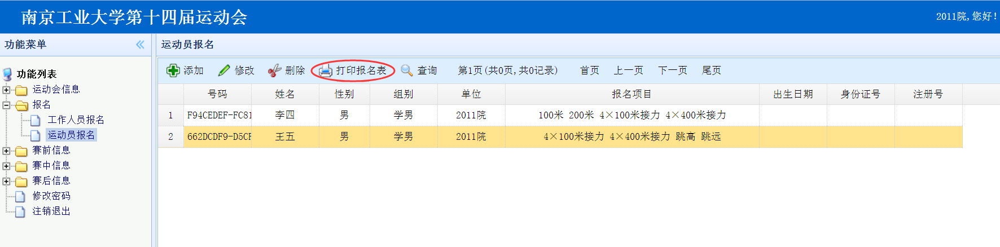 南京工业大学第十四届运动会
2011院,您好!
功能菜单
运动员报名
添加 修改 删除 打印报名表 查询 第1页(共0页,共0记录) 首页 上一页 下一页 尾页
功能列表
运动会信息
报名
工作人员报名
运动员报名
赛前信息
赛中信息
赛后信息
修改密码
注销退出
号码 姓名 性别 组别 单位 报名项目 出生日期 身份证号 注册号
1 F94CEDEF-FC81 李四 男 学男 2011院 100米 200米 4×100米接力 4×400米接力
2 662DCDF9-D5CF 王五 男 学男 2011院 4×100米接力 4×400米接力 跳高 跳远